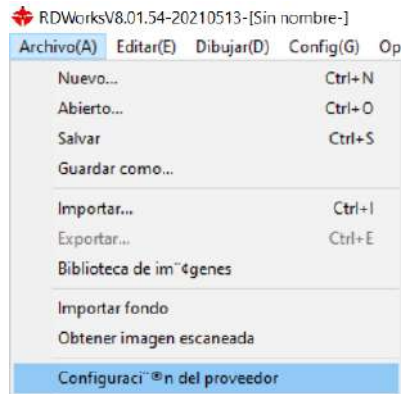 RDWorksV8.01.54-20210513-[Sin nombre-]
Archivo(A) Editar(E) Dibujar(D) Config(G) Op
Nuevo... Ctrl+N
Abierto... Ctrl+O
Salvar Ctrl+S
Guardar como...
Importar... Ctrl+I
Exportar... Ctrl+E
Biblioteca de im¨¢genes
Importar fondo
Obtener imagen escaneada
Configuraci¨®n del proveedor